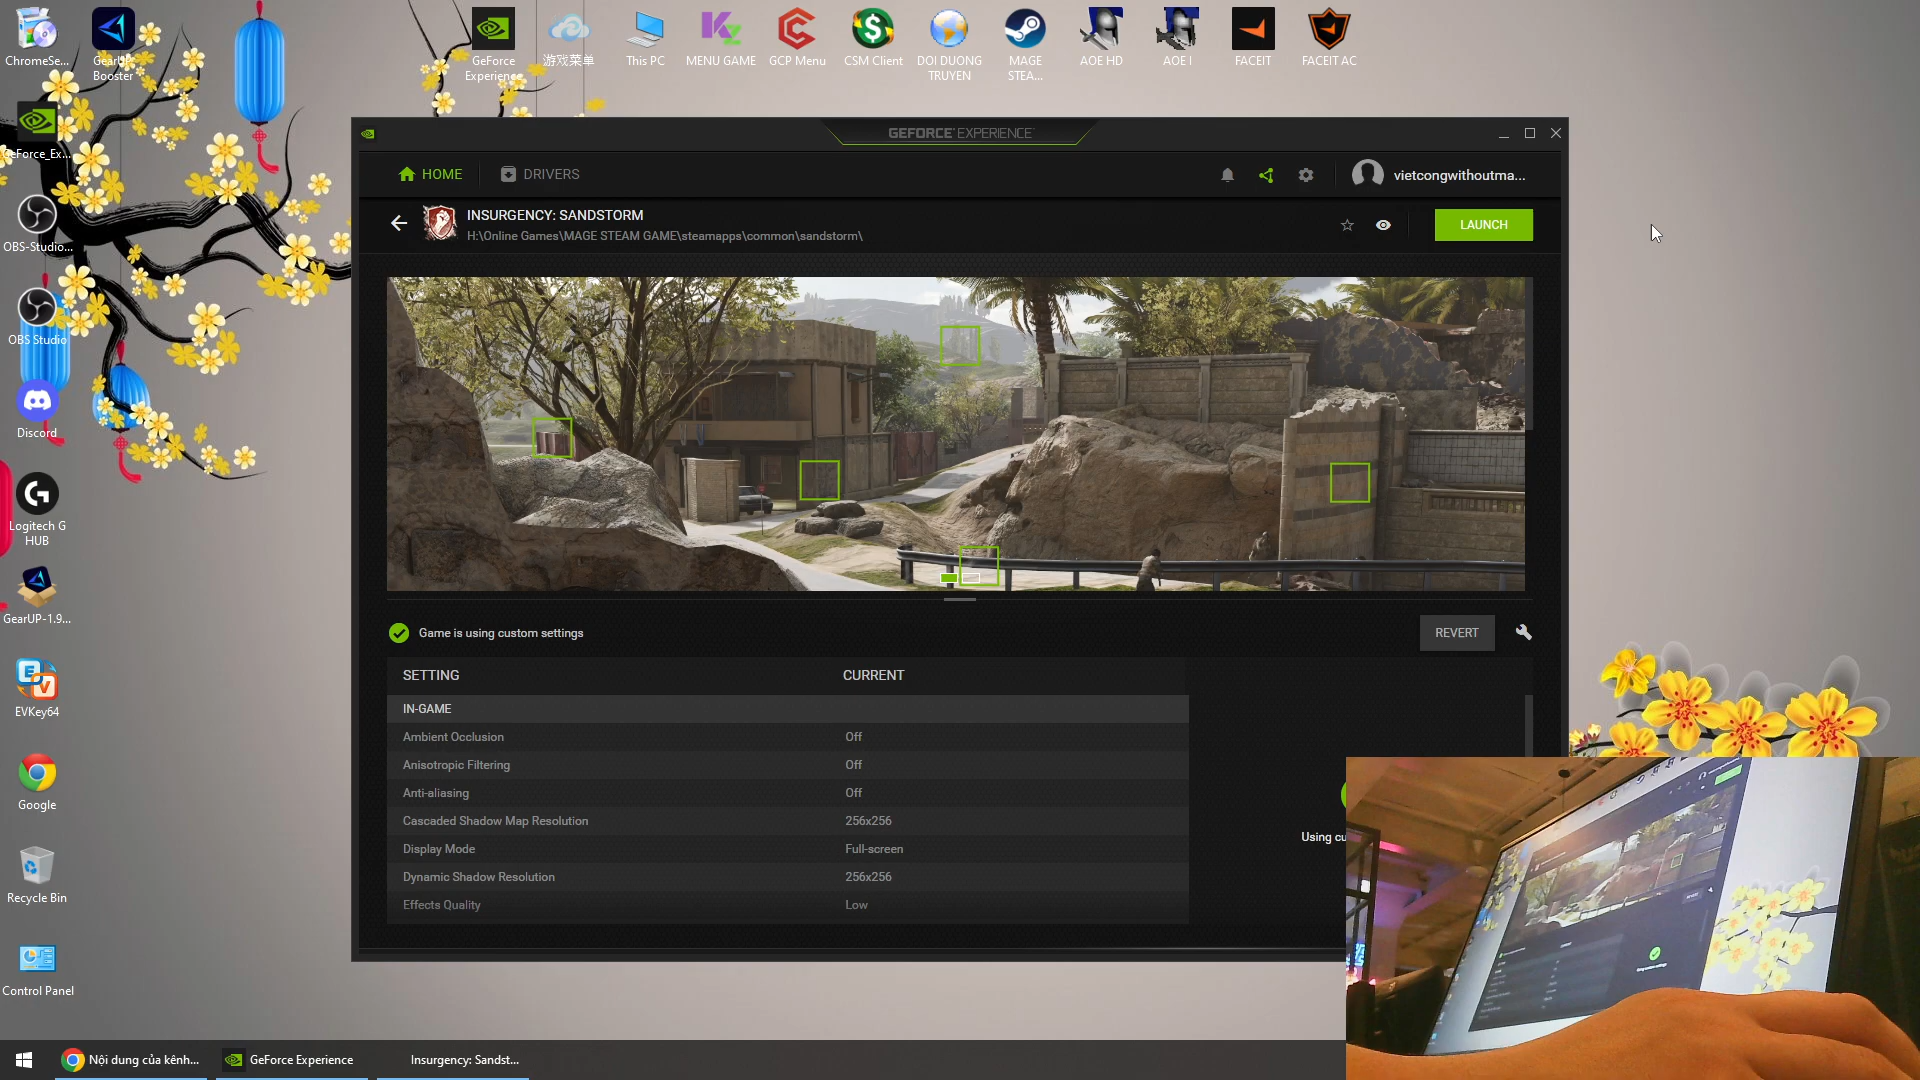 ChromeSe...
GearUP
Booster
GeForce
Experience
游戏菜单
This PC
MENU GAME
GCP Menu
CSM Client
DOI DUONG
TRUYEN
MAGE
STEA...
AOE HD
AOE I
FACEIT
FACEIT AC
GeForce_Ex...
OBS-Studio...
OBS Studio
Discord
Logitech G
HUB
GearUP-1.9...
EVKey64
Google
Recycle Bin
Control Panel
GEFORCE EXPERIENCE
HOME
DRIVERS
vietcongwithoutma...
INSURGENCY: SANDSTORM
H:\Online Games\MAGE STEAM GAME\steamapps\common\sandstorm\
LAUNCH
Game is using custom settings
REVERT
SETTING CURRENT
IN-GAME
Ambient Occlusion Off
Anisotropic Filtering Off
Anti-aliasing Off
Cascaded Shadow Map Resolution 256x256
Display Mode Full-screen
Dynamic Shadow Resolution 256x256
Effects Quality Low
Using cu
Nội dung của kênh...
GeForce Experience
Insurgency: Sandst...